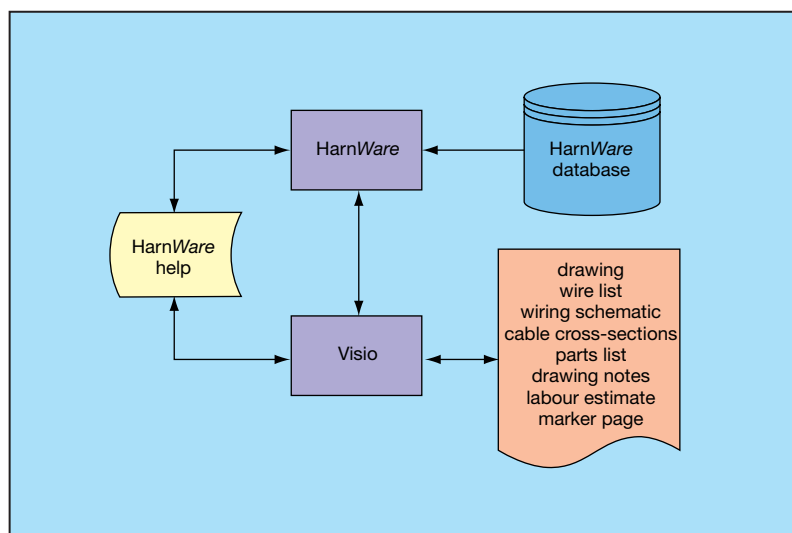 HarnWare
HarnWare
database
HarnWare
help
Visio
drawing
wire list
wiring schematic
cable cross-sections
parts list
drawing notes
labour estimate
marker page